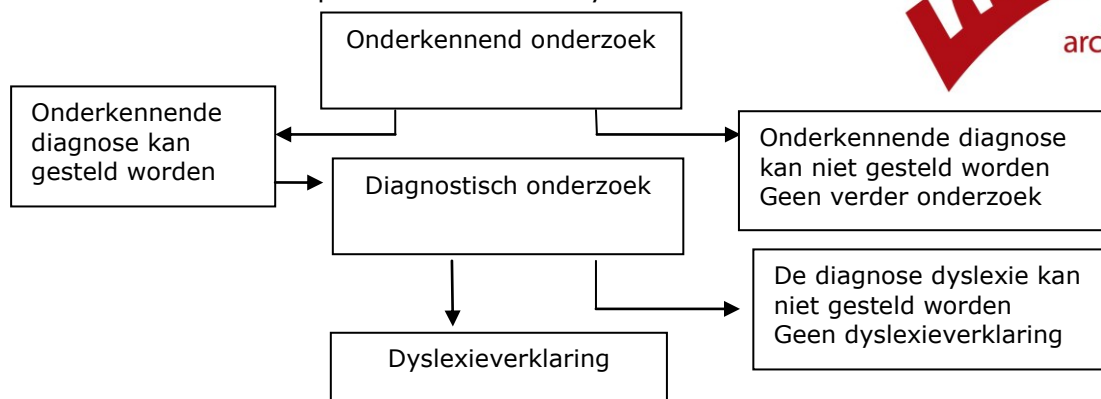 Onderkennend onderzoek
arc
Onderkennende
diagnose kan
gesteld worden
Onderkennende diagnose
kan niet gesteld worden
Geen verder onderzoek
Diagnostisch onderzoek
De diagnose dyslexie kan
niet gesteld worden
Geen dyslexieverklaring
Dyslexieverklaring